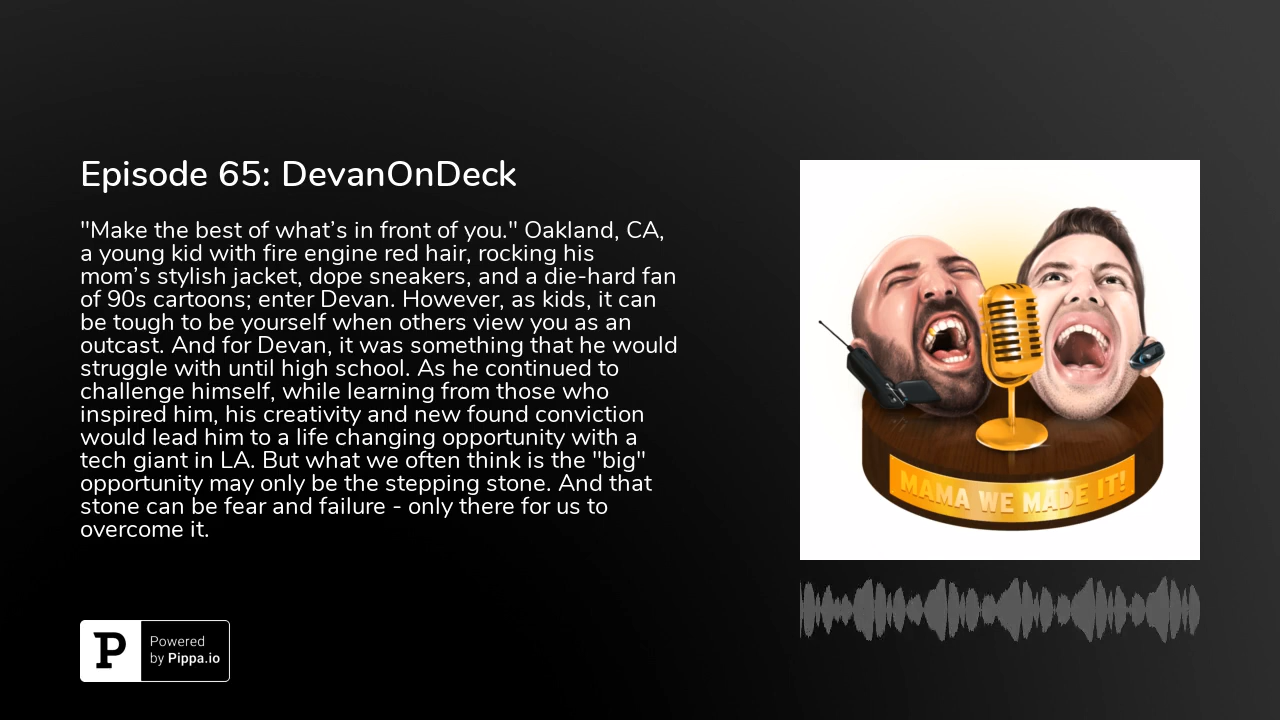 Episode 65: DevanOnDeck
"Make the best of what’s in front of you." Oakland, CA,
a young kid with fire engine red hair, rocking his
mom’s stylish jacket, dope sneakers, and a die-hard fan
of 90s cartoons; enter Devan. However, as kids, it can
be tough to be yourself when others view you as an
outcast. And for Devan, it was something that he would
struggle with until high school. As he continued to
challenge himself, while learning from those who
inspired him, his creativity and new found conviction
would lead him to a life changing opportunity with a
tech giant in LA. But what we often think is the "big"
opportunity may only be the stepping stone. And that
stone can be fear and failure - only there for us to
overcome it.
MAMA WE MADE IT!
P
Powered
by Pippa.io